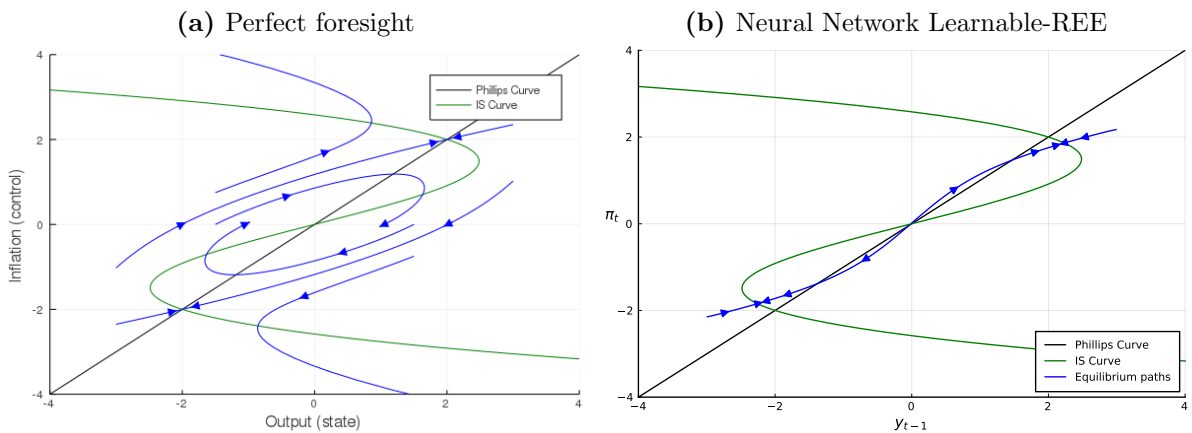 (a) Perfect foresight
4
2
0
-2
-4
-4
-2
0
2
4
Inflation (control)
Output (state)
Phillips Curve
IS Curve
(b) Neural Network Learnable-REE
4
2
0
−2
−4
−4
−2
0
2
4
πt
yt−1
Phillips Curve
IS Curve
Equilibrium paths